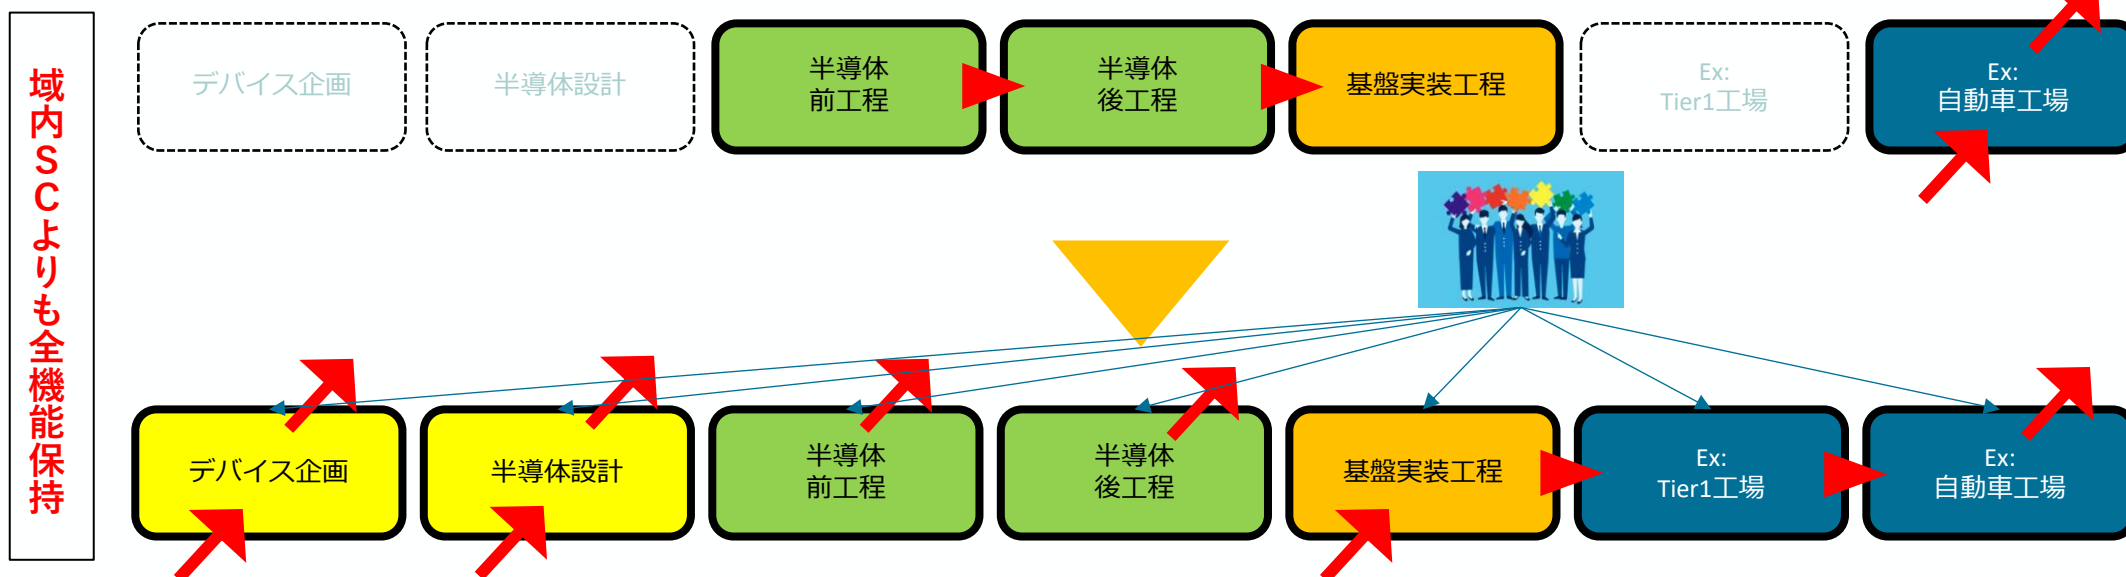 域内SCよりも全機能保持
デバイス企画
半導体設計
半導体
前工程
半導体
後工程
基盤実装工程
Ex:
Tier1工場
Ex:
自動車工場
デバイス企画
半導体設計
半導体
前工程
半導体
後工程
基盤実装工程
Ex:
Tier1工場
Ex:
自動車工場